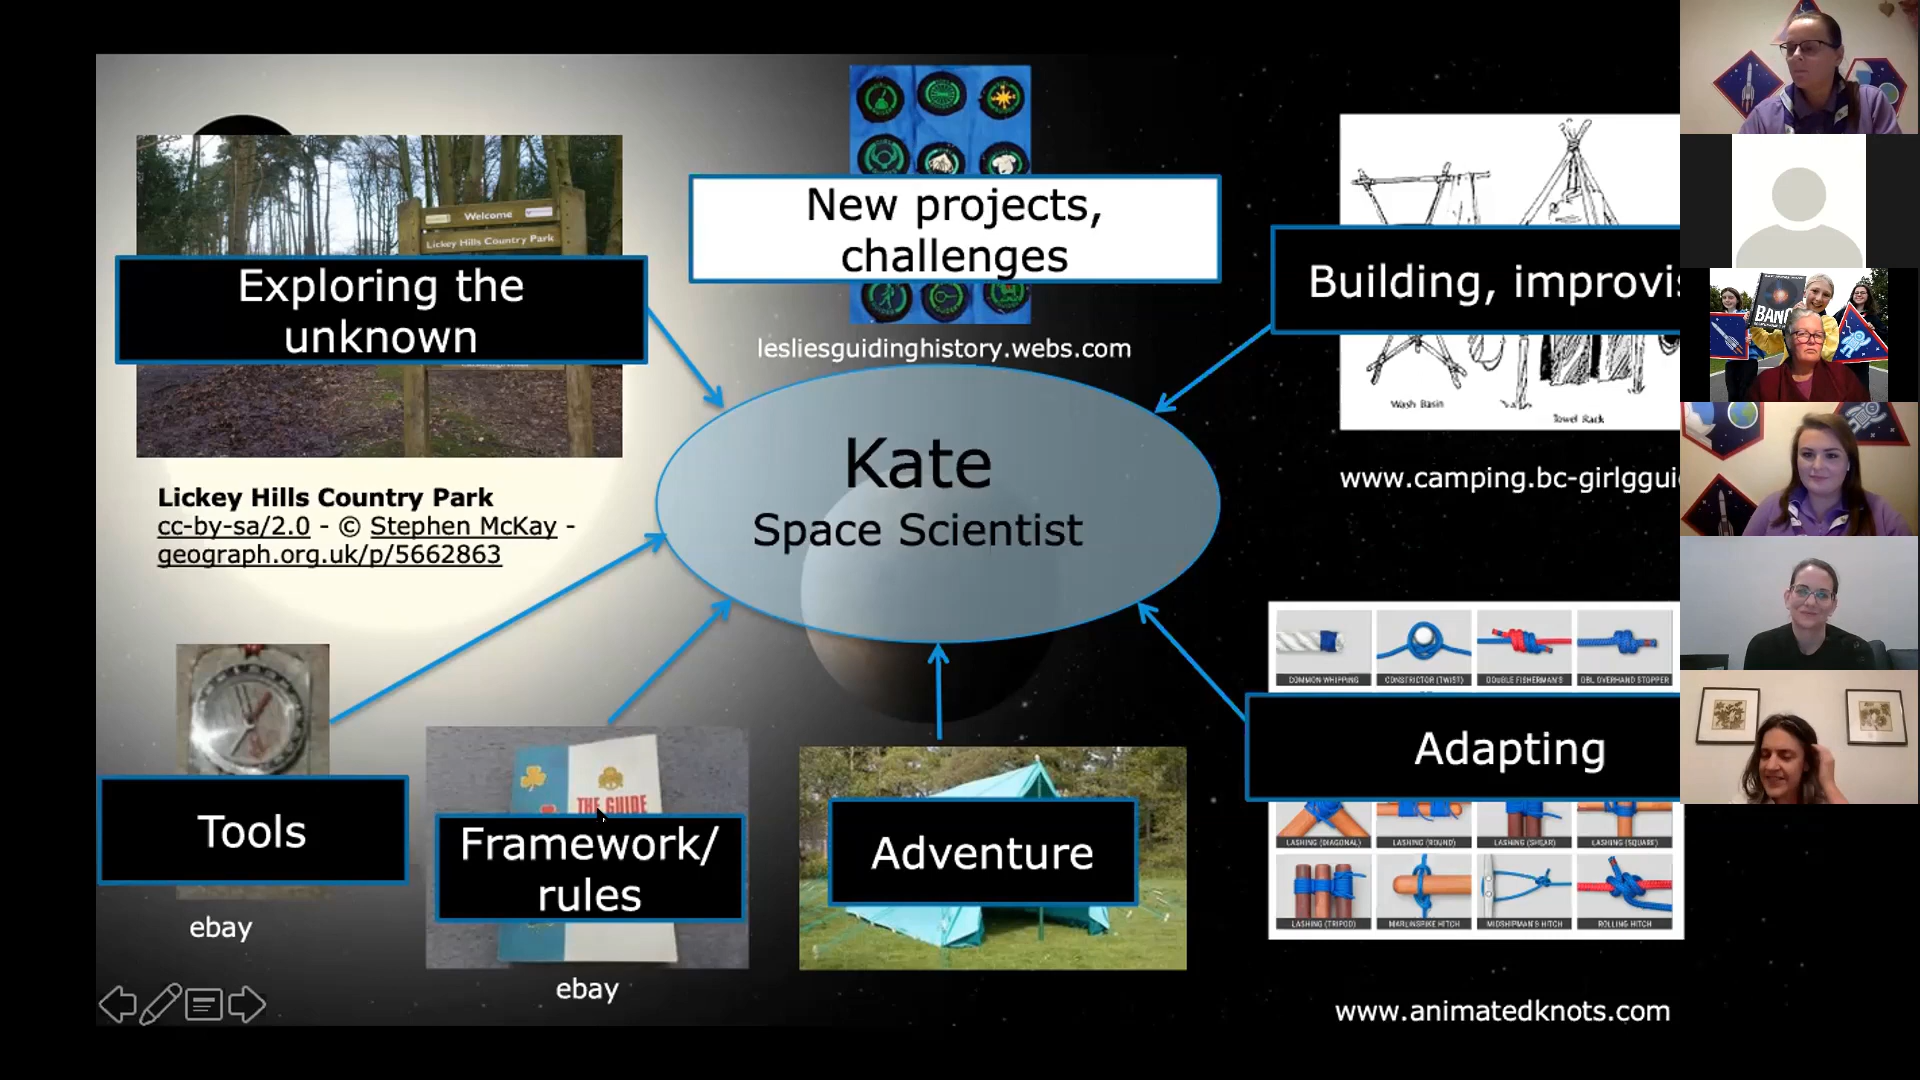 Welcome
Lickey Hills Country Park
Exploring the
unknown
Lickey Hills Country Park
cc-by-sa/2.0 - © Stephen McKay -
geograph.org.uk/p/5662863
New projects,
challenges
lesliesguidinghistory.webs.com
Building, improvis
Wash Basin
Towel Rack
www.camping.bc-girlgguid
Kate
Space Scientist
Tools
ebay
THE GUIDE
Framework/
rules
ebay
Adventure
COMMON WHIPPING
CONSTRICTOR (TWIST)
DOUBLE FISHERMAN'S
DBL OVERHAND STOPPER
Adapting
LASHING (DIAGONAL)
LASHING (ROUND)
LASHING (SHEAR)
LASHING (SQUARE)
LASHING (TRIPOD)
MARLINSPIKE HITCH
MIDSHIPMAN'S HITCH
ROLLING HITCH
www.animatedknots.com
BANG